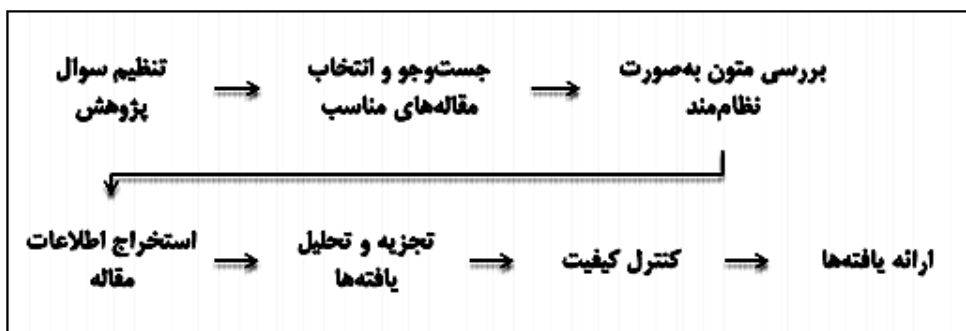 تنظیم سوال
پژوهش
جست‌وجو و انتخاب
مقاله‌های مناسب
بررسی متون به‌صورت
نظام‌مند
استخراج اطلاعات
مقاله
تجزیه و تحلیل
یافته‌ها
کنترل کیفیت
ارائه یافته‌ها